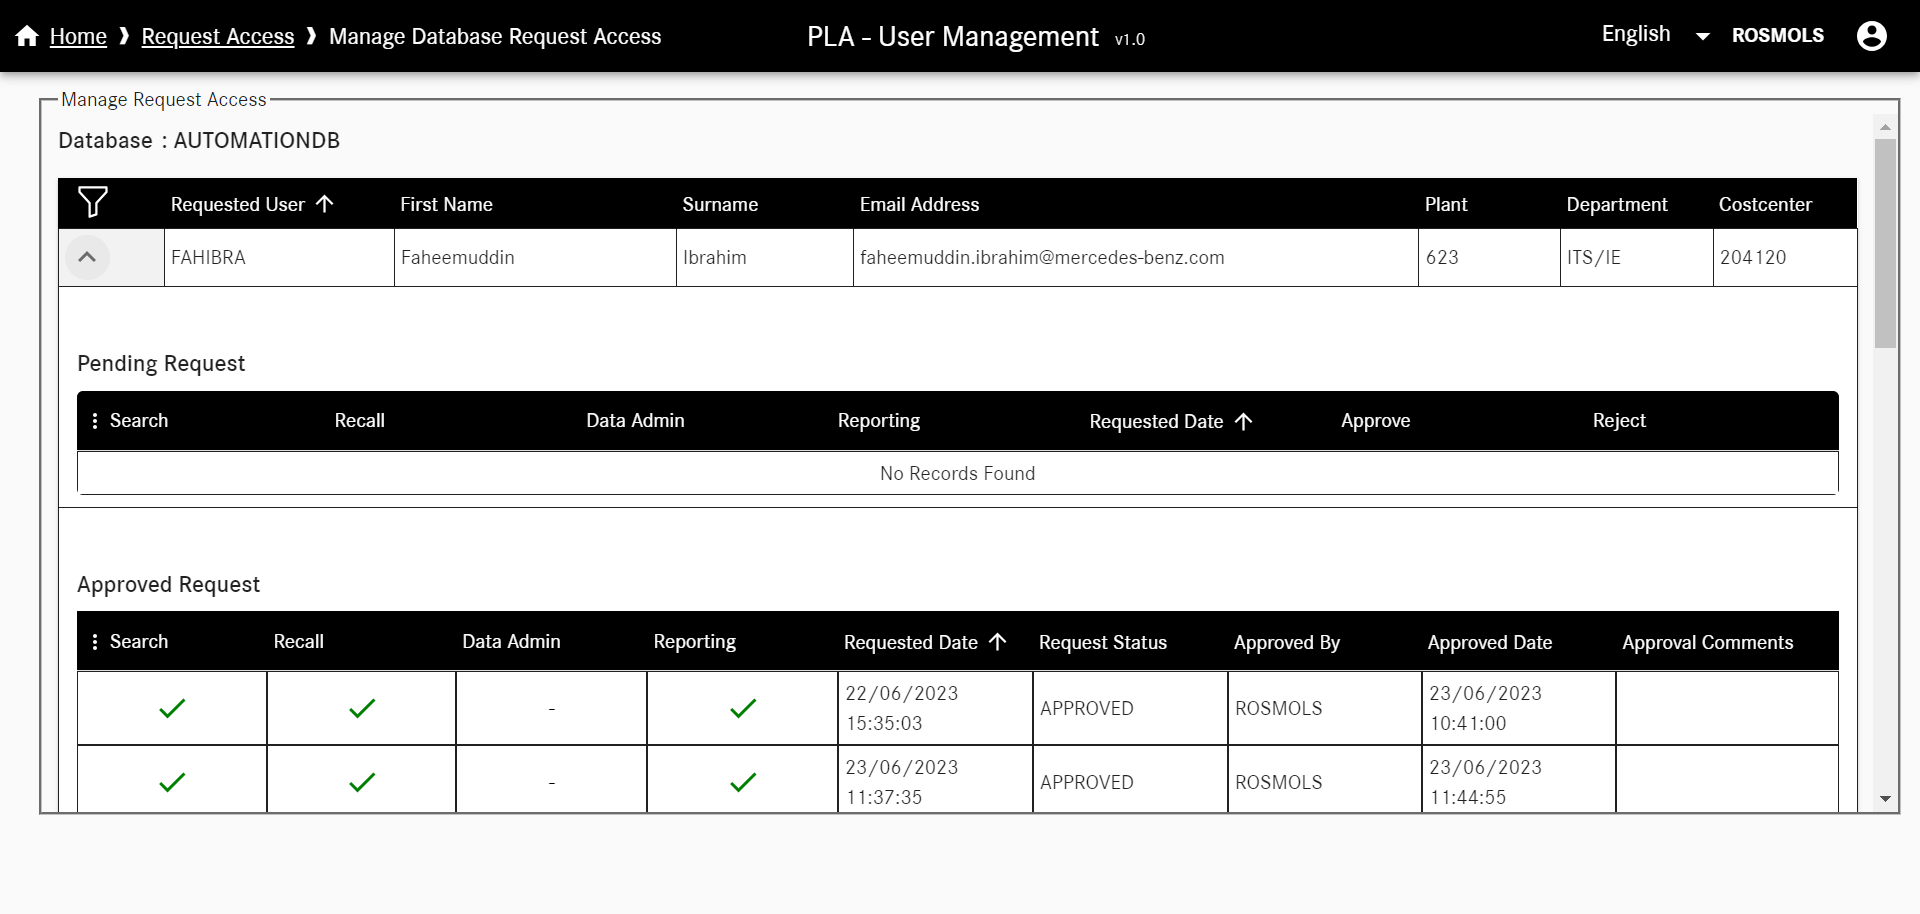 Home ❱ Request Access ❱ Manage Database Request Access
PLA - User Management v1.0
English ROSMOLS
Manage Request Access
Database : AUTOMATIONDB
Requested User First Name Surname Email Address Plant Department Costcenter
FAHIBRA Faheemuddin Ibrahim faheemuddin.ibrahim@mercedes-benz.com 623 ITS/IE 204120
Pending Request
Search Recall Data Admin Reporting Requested Date Approve Reject
No Records Found
Approved Request
Search Recall Data Admin Reporting Requested Date Request Status Approved By Approved Date Approval Comments
- 22/06/2023 15:35:03 APPROVED ROSMOLS 23/06/2023 10:41:00
- 23/06/2023 11:37:35 APPROVED ROSMOLS 23/06/2023 11:44:55